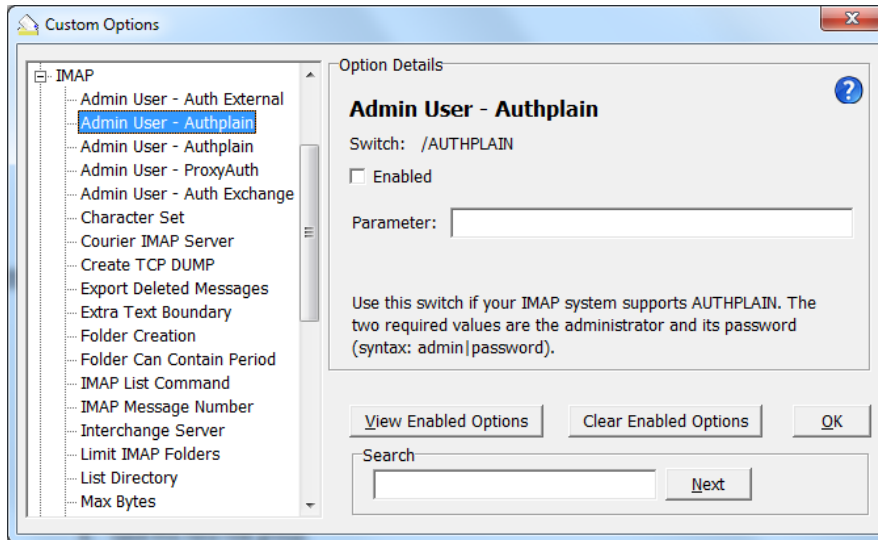 Custom Options
IMAP
Admin User - Auth External
Admin User - Authplain
Admin User - Authplain
Admin User - ProxyAuth
Admin User - Auth Exchange
Character Set
Courier IMAP Server
Create TCP DUMP
Export Deleted Messages
Extra Text Boundary
Folder Creation
Folder Can Contain Period
IMAP List Command
IMAP Message Number
Interchange Server
Limit IMAP Folders
List Directory
Max Bytes
Option Details
Admin User - Authplain
Switch: /AUTHPLAIN
Enabled
Parameter:
Use this switch if your IMAP system supports AUTHPLAIN. The
two required values are the administrator and its password
(syntax: admin|password).
View Enabled Options
Clear Enabled Options
OK
Search
Next